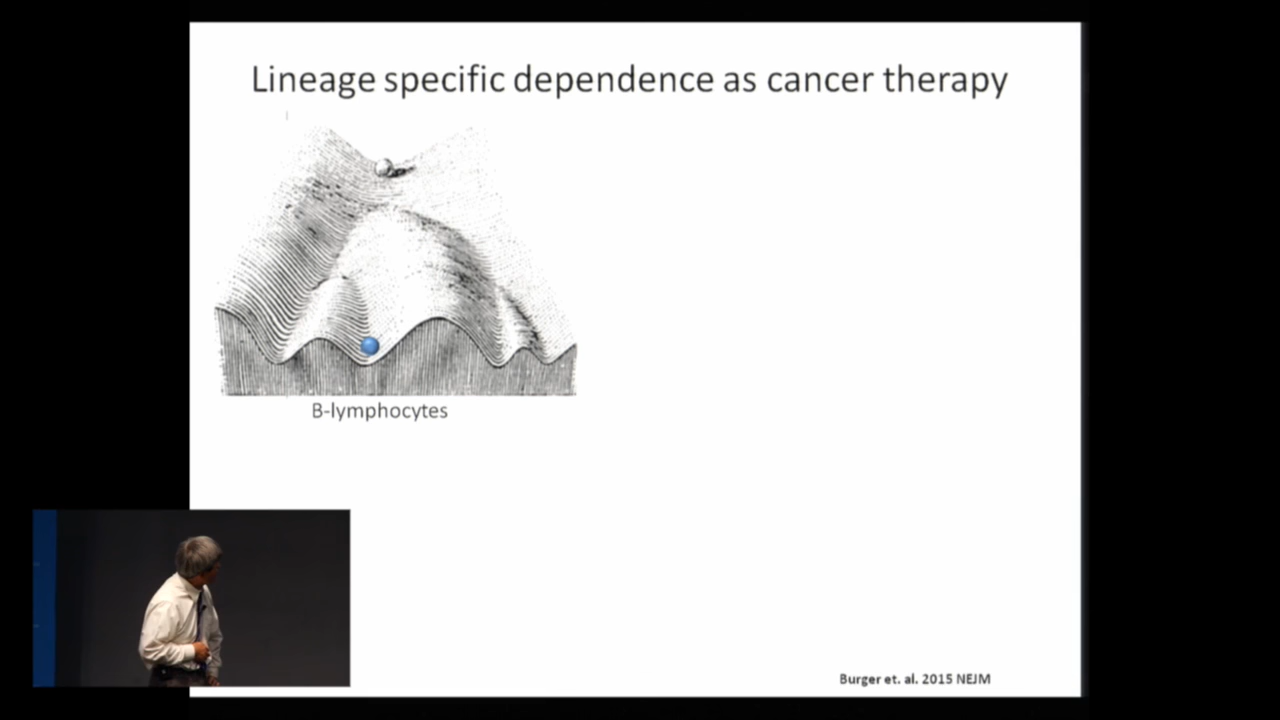 Lineage specific dependence as cancer therapy
B-lymphocytes
Burger et. al. 2015 NEJM